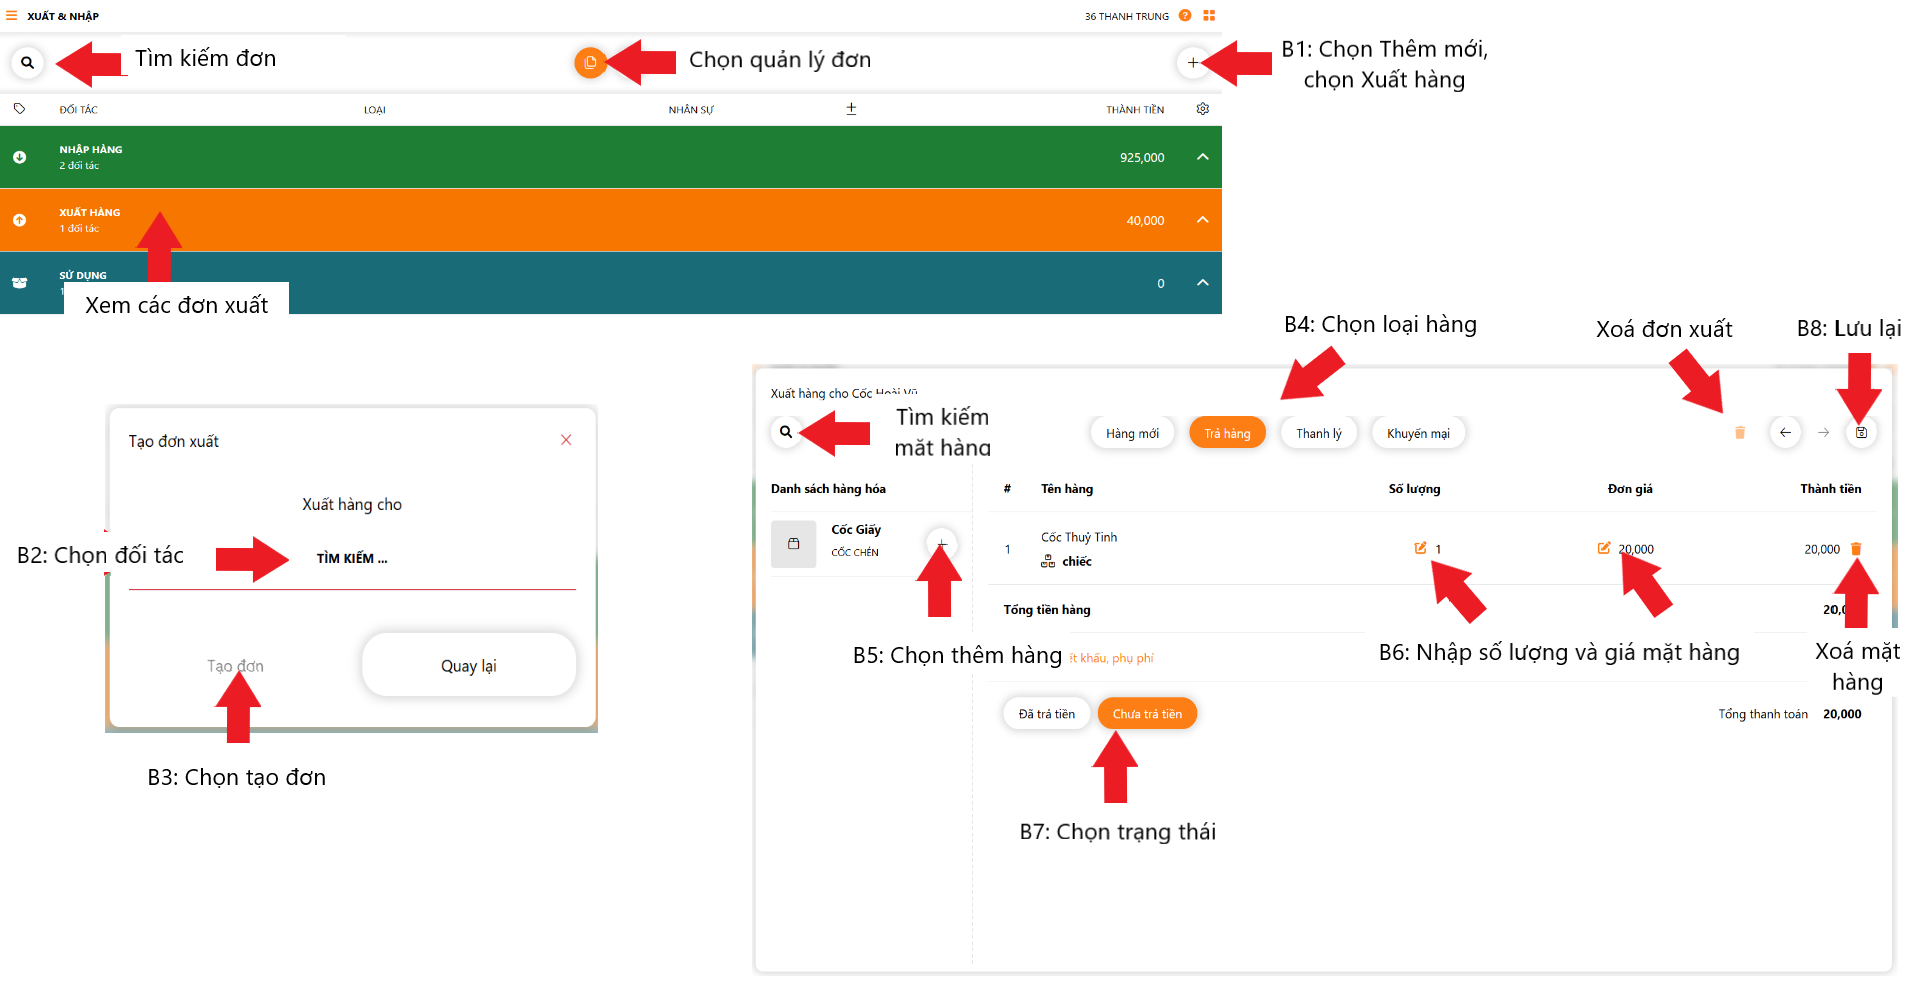 XUẤT & NHẬP
36 THANH TRUNG
Tìm kiếm đơn
Chọn quản lý đơn
B1: Chọn Thêm mới,
chọn Xuất hàng
ĐỐI TÁC LOẠI NHÂN SỰ THÀNH TIỀN
NHẬP HÀNG
2 đối tác
925,000
XUẤT HÀNG
1 đối tác
40,000
SỬ DỤNG
0
Xem các đơn xuất
B4: Chọn loại hàng
Xoá đơn xuất
B8: Lưu lại
Tạo đơn xuất
Xuất hàng cho
B2: Chọn đối tác
TÌM KIẾM ...
Tạo đơn
Quay lại
B3: Chọn tạo đơn
Xuất hàng cho Cốc Hoài Vũ
Tìm kiếm
mặt hàng
Hàng mới
Trả hàng
Thanh lý
Khuyến mại
Danh sách hàng hóa
# Tên hàng Số lượng Đơn giá Thành tiền
Cốc Giấy
CỐC CHÉN
1 Cốc Thuỷ Tinh 1 20,000 20,000
chiếc
Tổng tiền hàng
B5: Chọn thêm hàng
khấu, phụ phí
B6: Nhập số lượng và giá mặt hàng
Xoá mặt
hàng
Đã trả tiền
Chưa trả tiền
Tổng thanh toán 20,000
B7: Chọn trạng thái